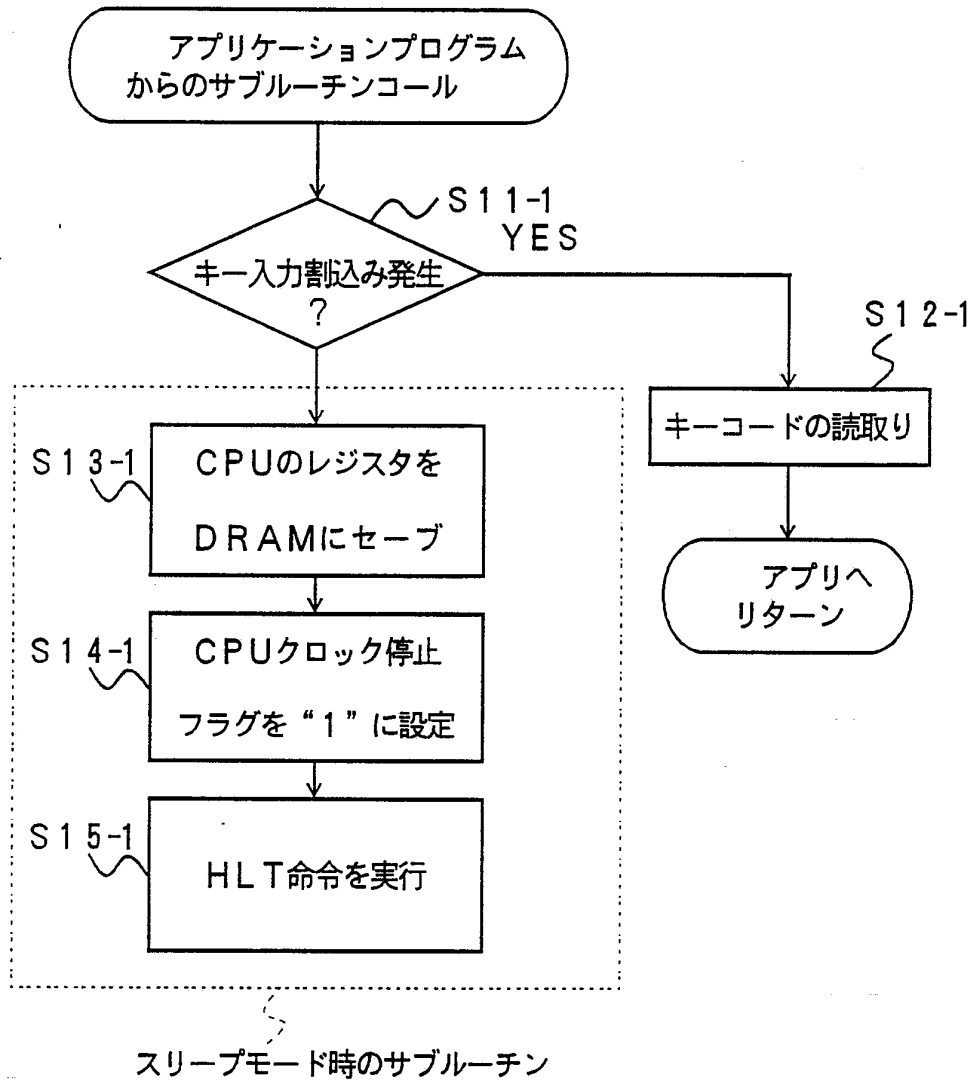 アプリケーションプログラム
からのサブルーチンコール
S11-1
YES
キー入力割込み発生
?
S12-1
キーコードの読取り
アプリへ
リターン
S13-1
CPUのレジスタを
DRAMにセーブ
S14-1
CPUクロック停止
フラグを“1”に設定
S15-1
HLT命令を実行
スリープモード時のサブルーチン